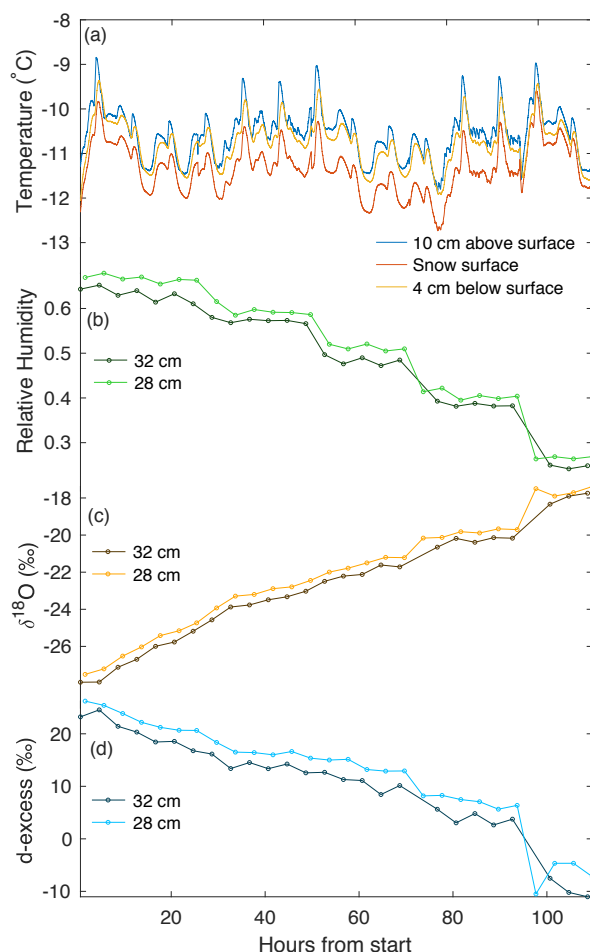 -8
(a)
-9
-10
-11
-12
-13
Temperature (°C)
10 cm above surface
Snow surface
4 cm below surface
0.6
(b)
0.5
0.4
0.3
Relative Humidity
32 cm
28 cm
-18
(c)
-20
-22
-24
-26
δ18O (‰)
32 cm
28 cm
20
(d)
10
0
-10
d-excess (‰)
32 cm
28 cm
20 40 60 80 100
Hours from start